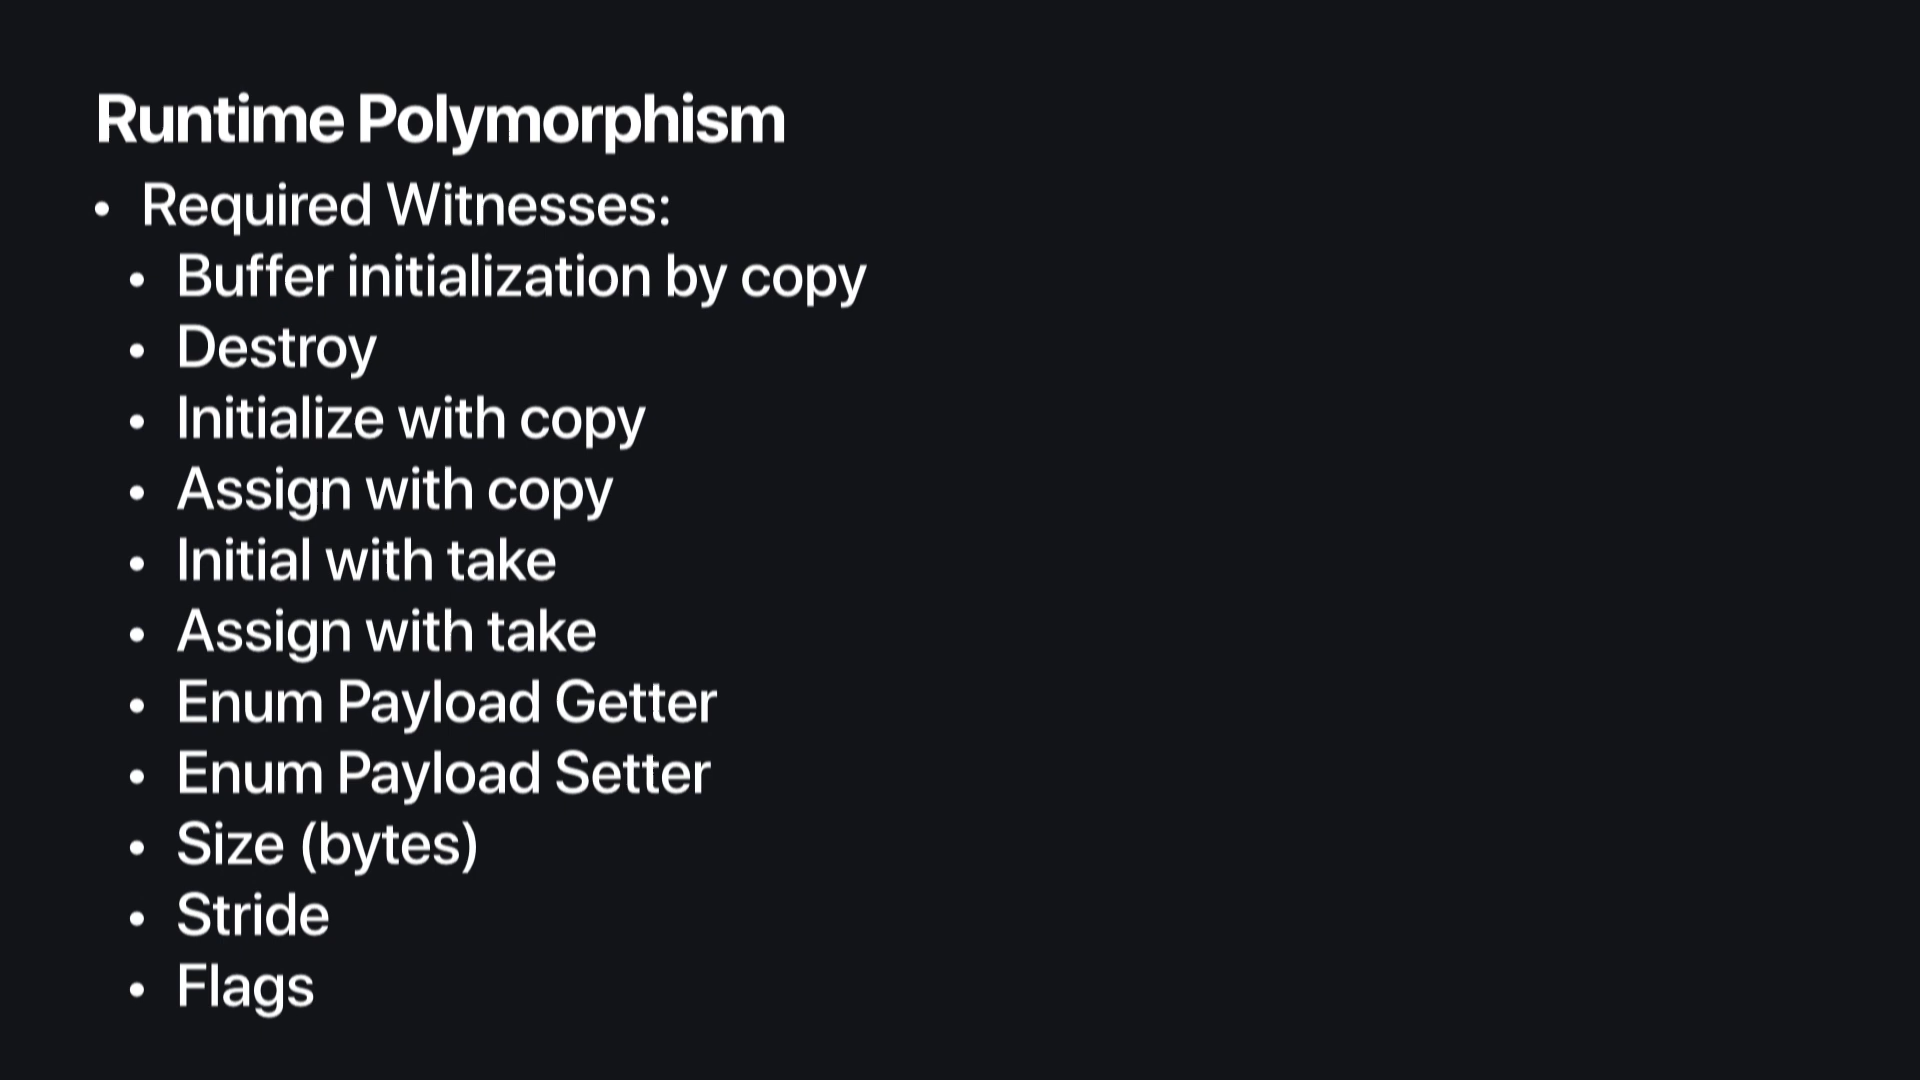 Runtime Polymorphism
• Required Witnesses:
• Buffer initialization by copy
• Destroy
• Initialize with copy
• Assign with copy
• Initial with take
• Assign with take
• Enum Payload Getter
• Enum Payload Setter
• Size (bytes)
• Stride
• Flags